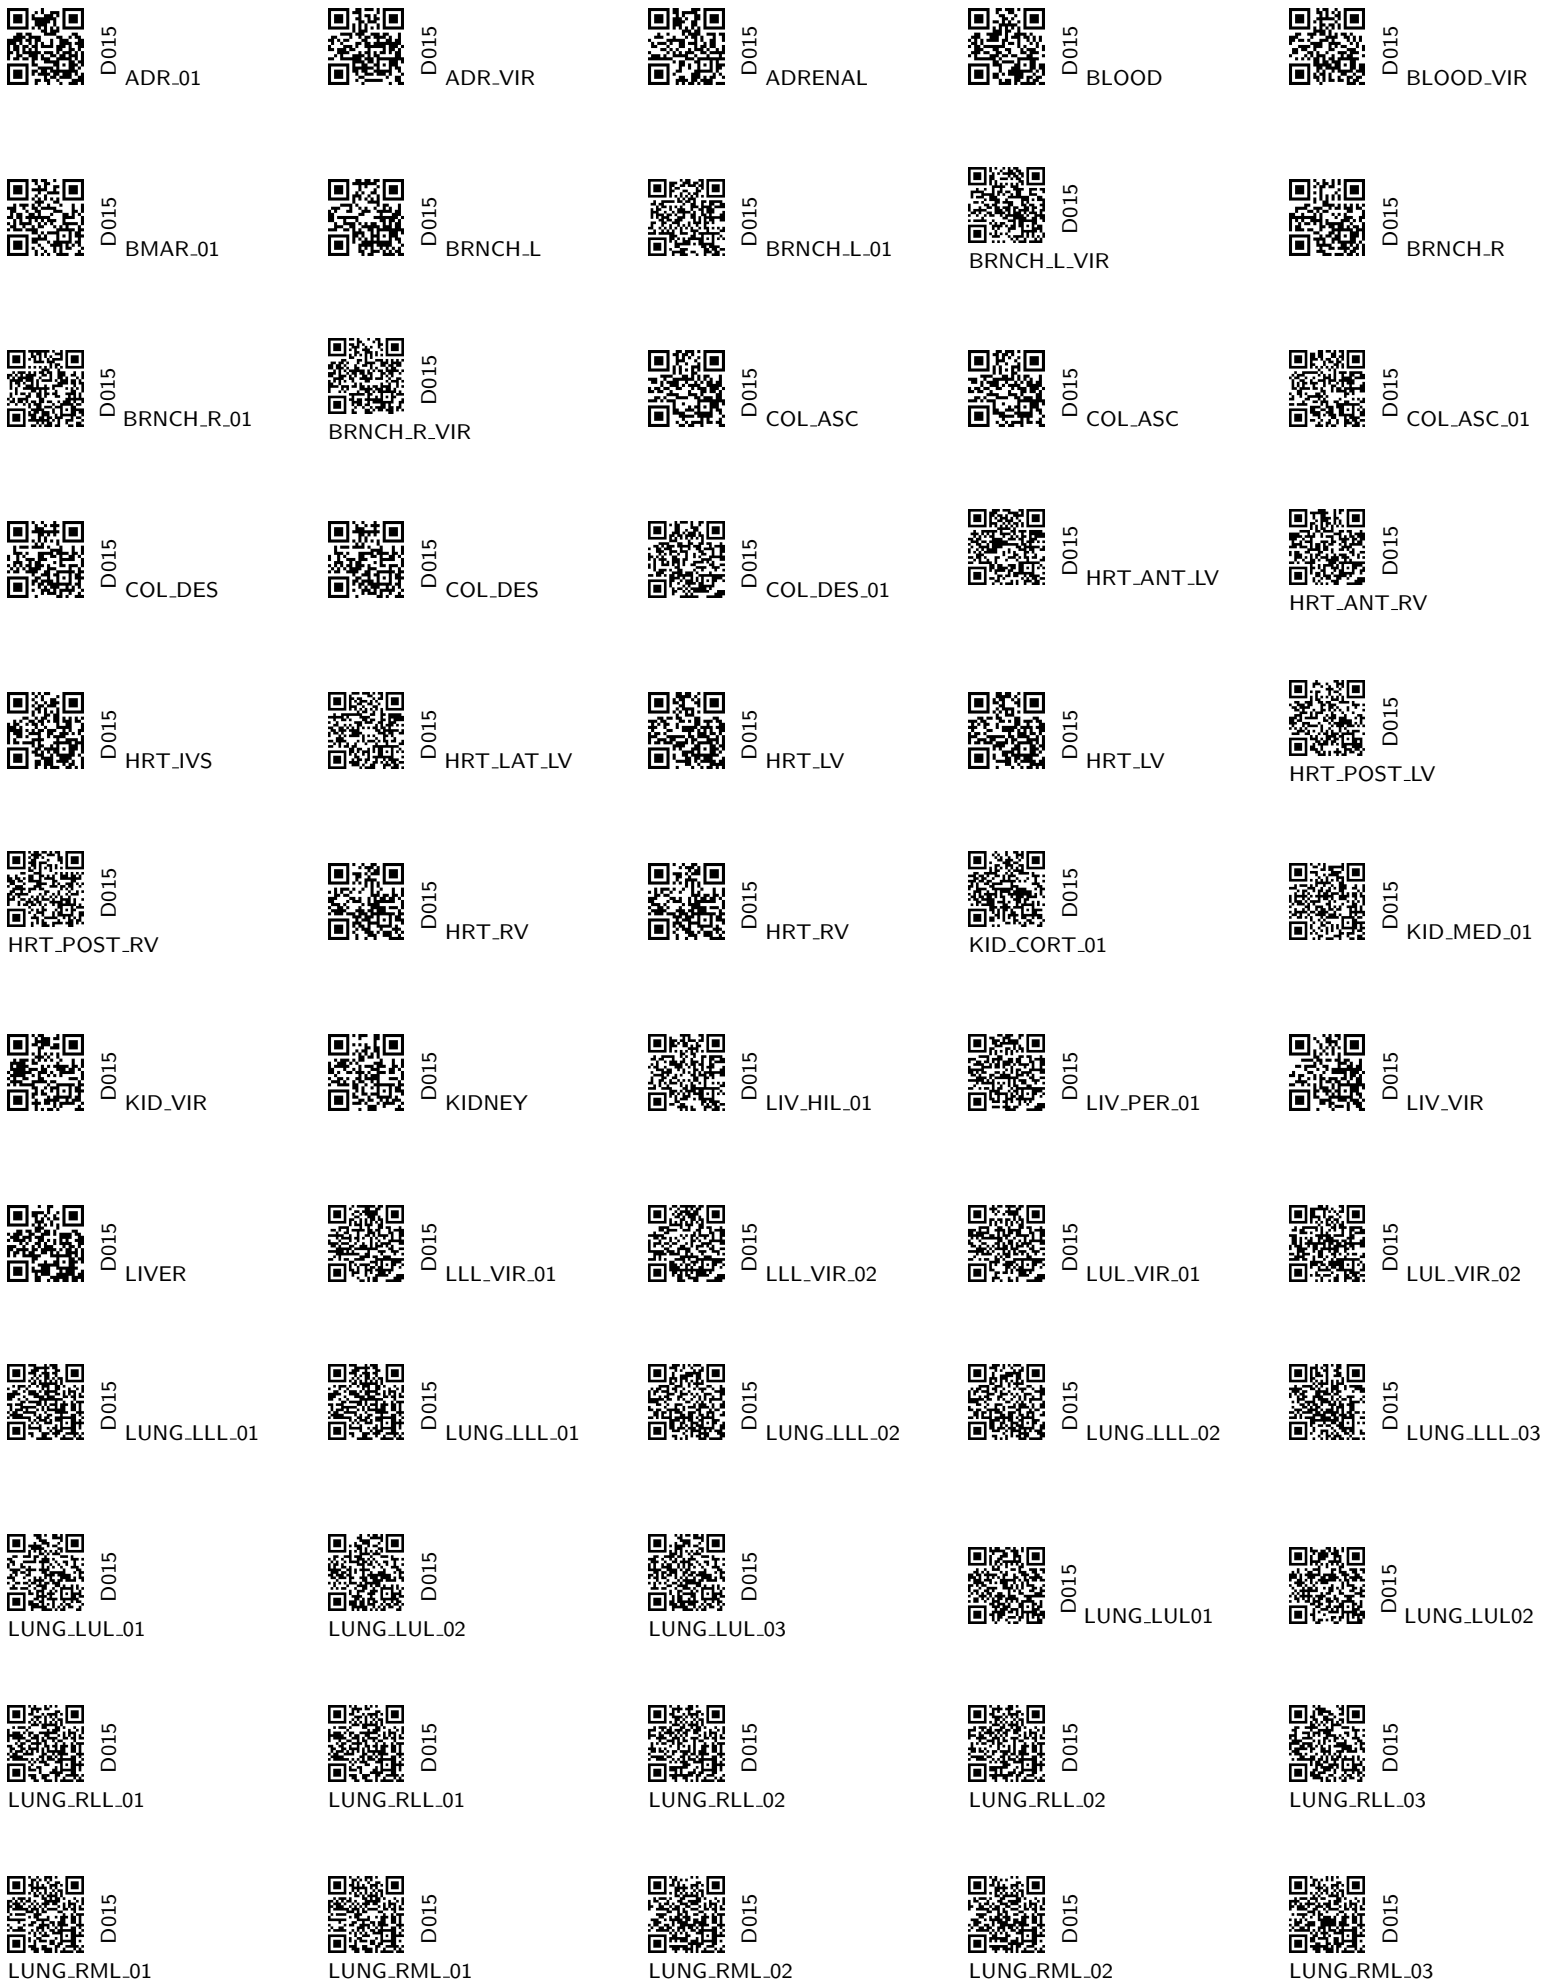 D015 ADR_01
D015 ADR_VIR
D015 ADRENAL
D015 BLOOD
D015 BLOOD_VIR
D015 BMAR_01
D015 BRNCH_L
D015 BRNCH_L_01
D015 BRNCH_L_VIR
D015 BRNCH_R
D015 BRNCH_R_01
D015 BRNCH_R_VIR
D015 COL_ASC
D015 COL_ASC
D015 COL_ASC_01
D015 COL_DES
D015 COL_DES
D015 COL_DES_01
D015 HRT_ANT_LV
D015 HRT_ANT_RV
D015 HRT_IVS
D015 HRT_LAT_LV
D015 HRT_LV
D015 HRT_LV
D015 HRT_POST_LV
D015 HRT_POST_RV
D015 HRT_RV
D015 HRT_RV
D015 KID_CORT_01
D015 KID_MED_01
D015 KID_VIR
D015 KIDNEY
D015 LIV_HIL_01
D015 LIV_PER_01
D015 LIV_VIR
D015 LIVER
D015 LLL_VIR_01
D015 LLL_VIR_02
D015 LUL_VIR_01
D015 LUL_VIR_02
D015 LUNG_LLL_01
D015 LUNG_LLL_01
D015 LUNG_LLL_02
D015 LUNG_LLL_02
D015 LUNG_LLL_03
D015 LUNG_LUL_01
D015 LUNG_LUL_02
D015 LUNG_LUL_03
D015 LUNG_LUL01
D015 LUNG_LUL02
D015 LUNG_RLL_01
D015 LUNG_RLL_01
D015 LUNG_RLL_02
D015 LUNG_RLL_02
D015 LUNG_RLL_03
D015 LUNG_RML_01
D015 LUNG_RML_01
D015 LUNG_RML_02
D015 LUNG_RML_02
D015 LUNG_RML_03